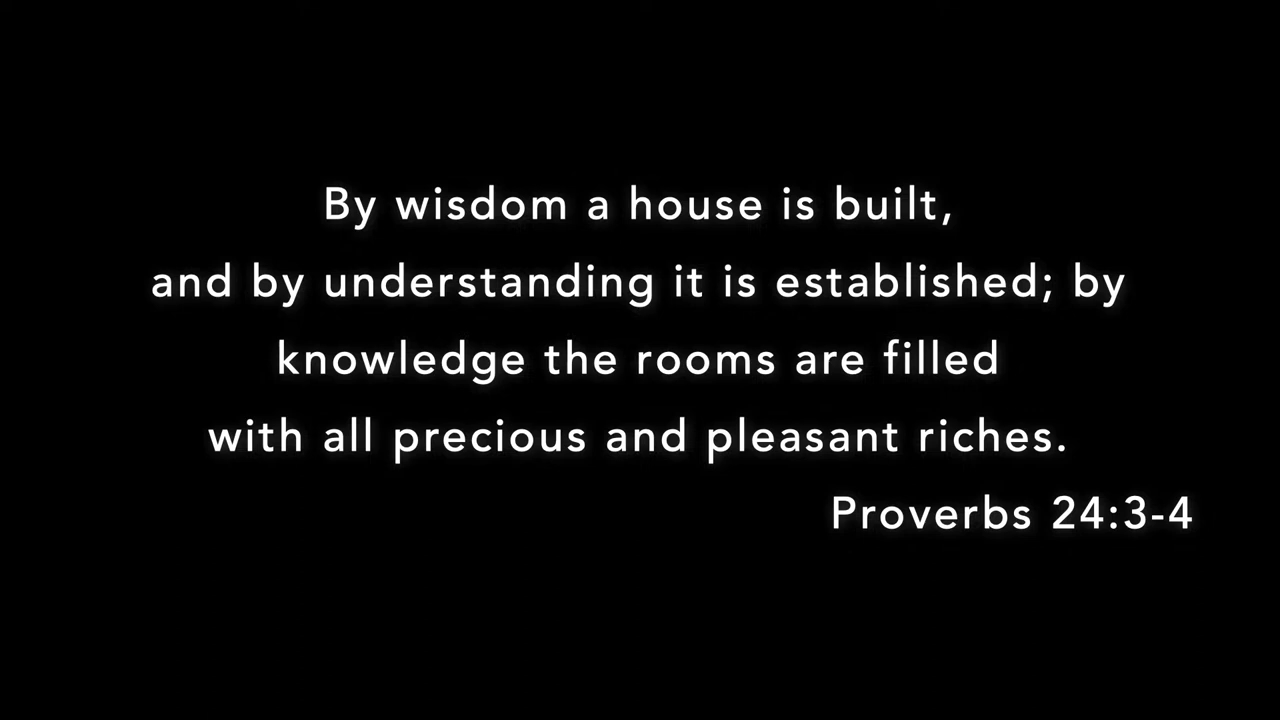 By wisdom a house is built,
and by understanding it is established; by
knowledge the rooms are filled
with all precious and pleasant riches.
Proverbs 24:3-4